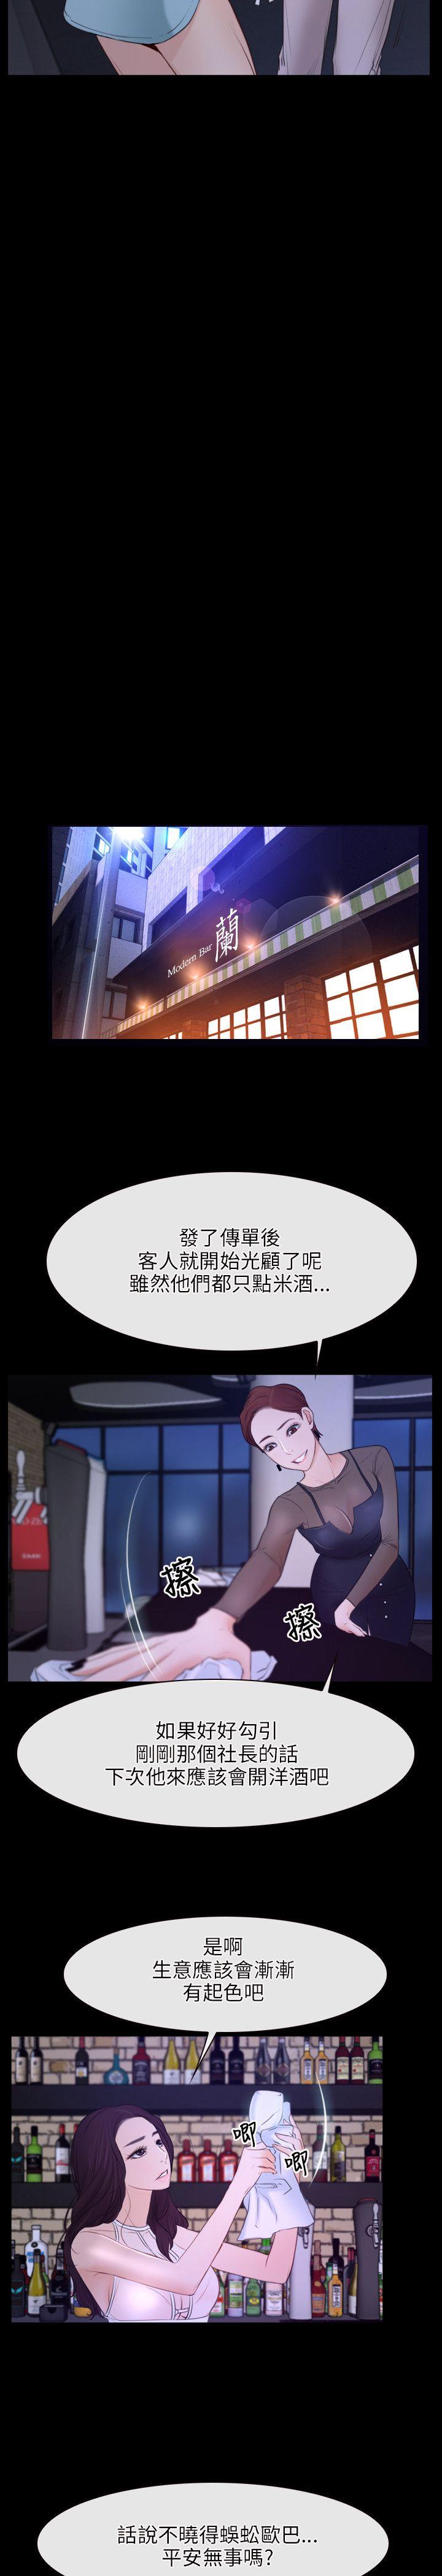 Modern Bar 蘭
發了傳單後
客人就開始光顧了呢
雖然他們都只點米酒...
擦
擦
如果好好勾引
剛剛那個社長的話
下次他來應該會開洋酒吧
是啊
生意應該會漸漸
有起色吧
唧
唧
話說不曉得蜈蚣歐巴...
平安無事嗎?